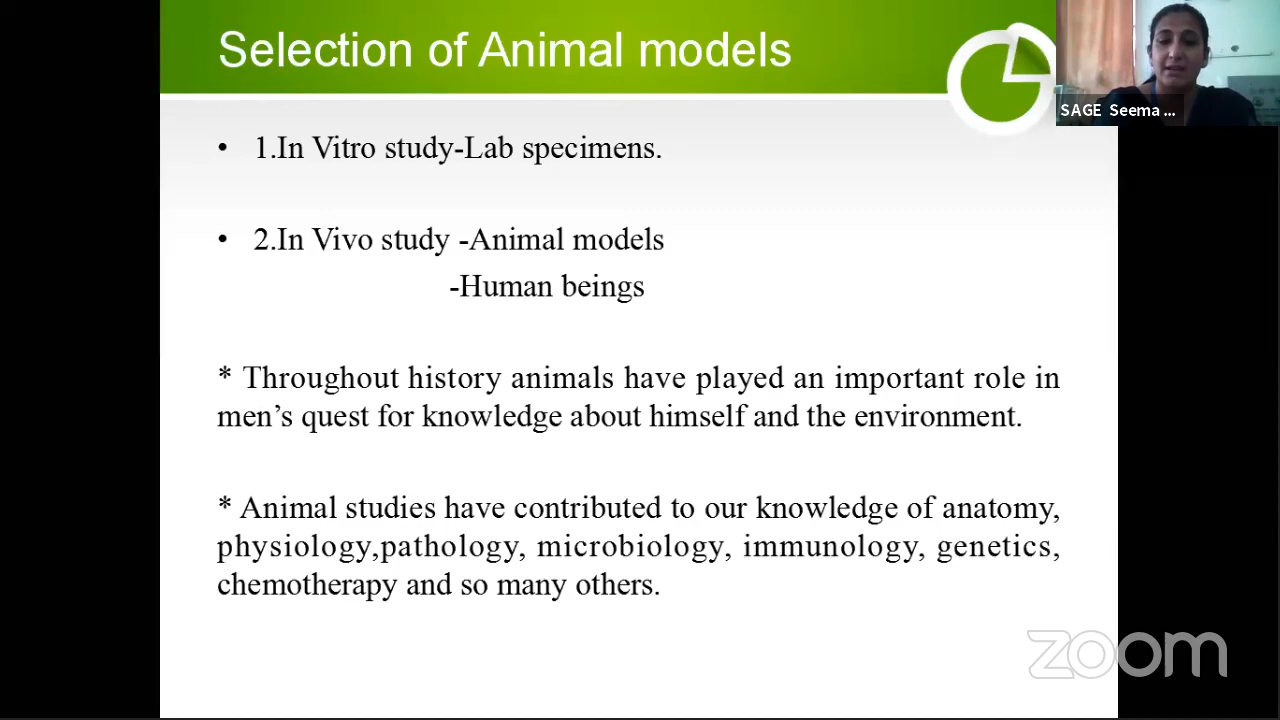 Selection of Animal models
SAGE Seema ...
• 1.In Vitro study-Lab specimens.
• 2.In Vivo study -Animal models
-Human beings
* Throughout history animals have played an important role in
men’s quest for knowledge about himself and the environment.
* Animal studies have contributed to our knowledge of anatomy,
physiology,pathology, microbiology, immunology, genetics,
chemotherapy and so many others.
zoom